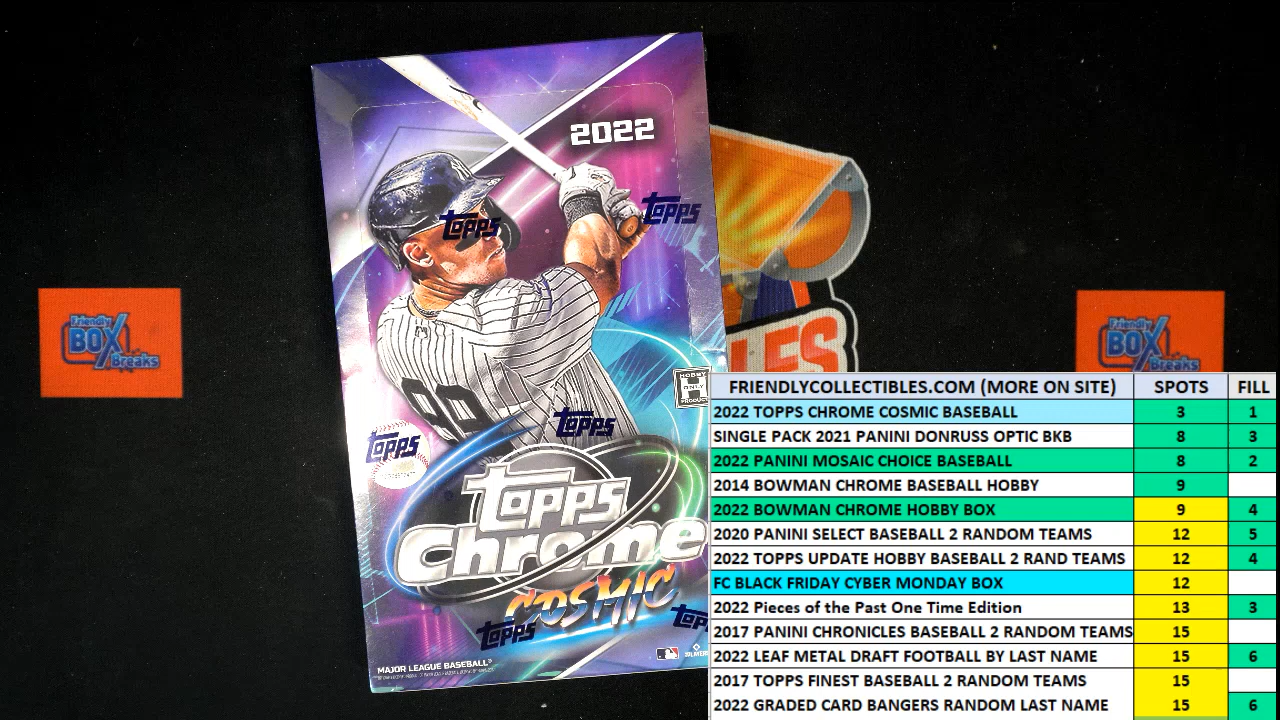 2022
Topps
Topps
99
HOBBY
ONLY
H
PRODUCT
Topps
Topps
Topps
Chrome
COSMIC
Topps
Topps
MAJOR LEAGUE BASEBALL
Friendly
BOX
Breaks
Friendly
BOX
Breaks
LES
FRIENDLYCOLLECTIBLES.COM (MORE ON SITE) SPOTS FILL
2022 TOPPS CHROME COSMIC BASEBALL 3 1
SINGLE PACK 2021 PANINI DONRUSS OPTIC BKB 8 3
2022 PANINI MOSAIC CHOICE BASEBALL 8 2
2014 BOWMAN CHROME BASEBALL HOBBY 9
2022 BOWMAN CHROME HOBBY BOX 9 4
2020 PANINI SELECT BASEBALL 2 RANDOM TEAMS 12 5
2022 TOPPS UPDATE HOBBY BASEBALL 2 RAND TEAMS 12 4
FC BLACK FRIDAY CYBER MONDAY BOX 12
2022 Pieces of the Past One Time Edition 13 3
2017 PANINI CHRONICLES BASEBALL 2 RANDOM TEAMS 15
2022 LEAF METAL DRAFT FOOTBALL BY LAST NAME 15 6
2017 TOPPS FINEST BASEBALL 2 RANDOM TEAMS 15
2022 GRADED CARD BANGERS RANDOM LAST NAME 15 6